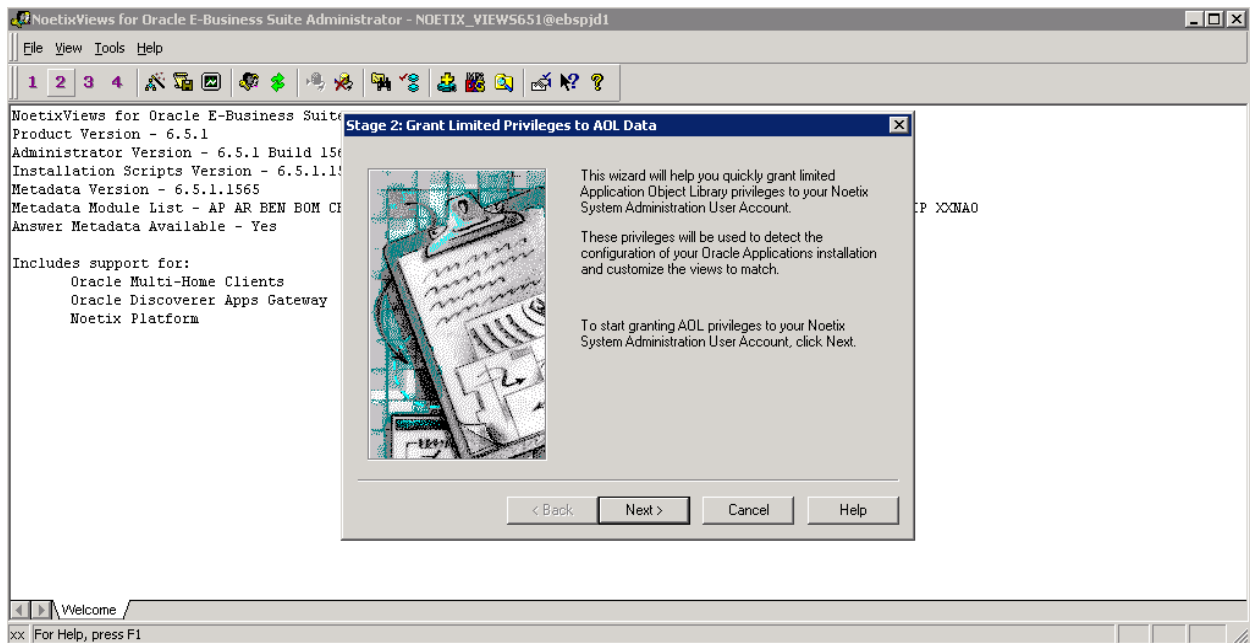 NoetixViews for Oracle E-Business Suite Administrator - NOETIX_VIEWS651@ebspjd1
File View Tools Help
1 2 3 4
NoetixViews for Oracle E-Business Suite
Product Version - 6.5.1
Administrator Version - 6.5.1 Build
Installation Scripts Version - 6.5.1.1
Metadata Version - 6.5.1.1565
Metadata Module List - AP AR BEN BOM XXNAO
Answer Metadata Available - Yes
Includes support for:
Oracle Multi-Home Clients
Oracle Discoverer Apps Gateway
Noetix Platform
Stage 2: Grant Limited Privileges to AOL Data
This wizard will help you quickly grant limited
Application Object Library privileges to your Noetix
System Administration User Account.
These privileges will be used to detect the
configuration of your Oracle Applications installation
and customize the views to match.
To start granting AOL privileges to your Noetix
System Administration User Account, click Next.
< Back Next > Cancel Help
Welcome
xx For Help, press F1